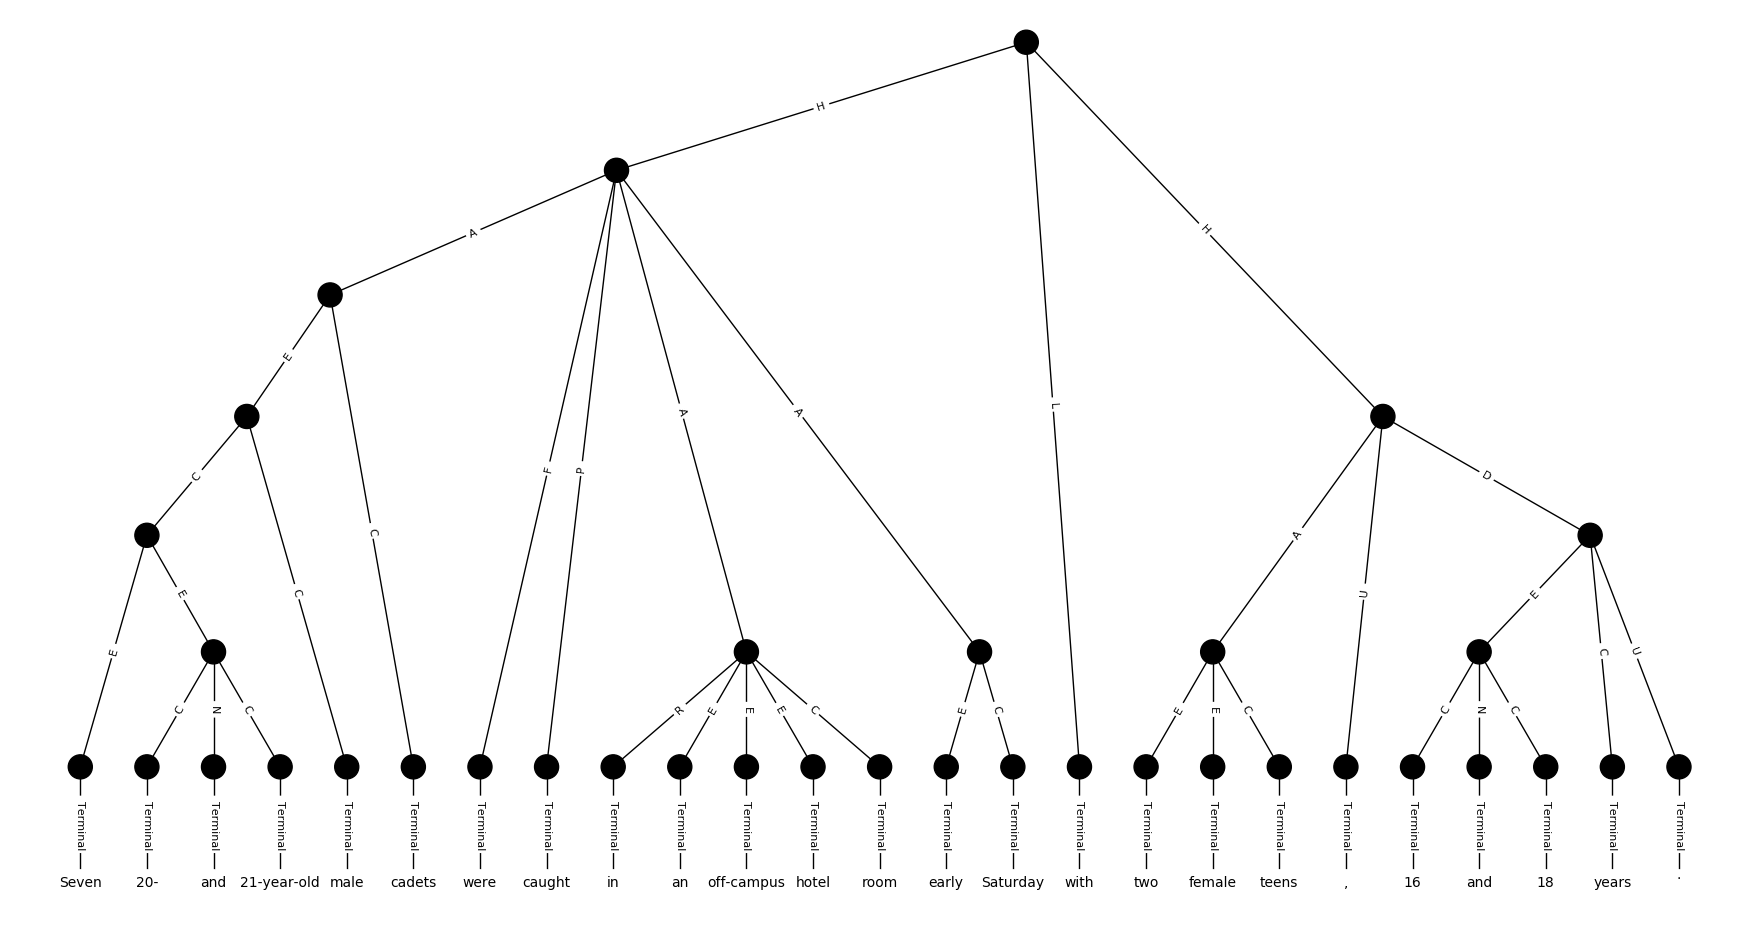 H
H
A
E
L
A
A
C
F
P
D
C
E
C
A
U
E
E
C
N
C
R
E
E
E
C
E
C
E
E
C
C
N
C
C
U
Terminal Terminal Terminal Terminal Terminal Terminal Terminal Terminal Terminal Terminal Terminal Terminal Terminal Terminal Terminal Terminal Terminal Terminal Terminal Terminal Terminal Terminal Terminal Terminal Terminal
Seven 20- and 21-year-old male cadets were caught in an off-campus hotel room early Saturday with two female teens , 16 and 18 years .